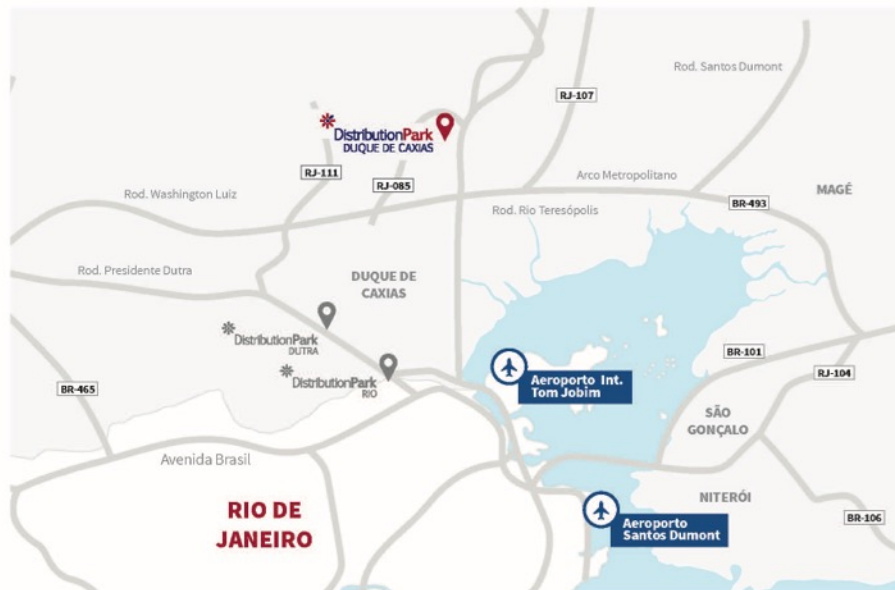 Rod. Santos Dumont
RJ-107
DistributionPark
DUQUE DE CAXIAS
RJ-111
RJ-085
Arco Metropolitano
Rod. Washington Luiz
Rod. Rio Teresópolis
BR-493
MAGÉ
Rod. Presidente Dutra
DUQUE DE
CAXIAS
DistributionPark
DUTRA
DistributionPark
RIO
BR-465
Aeroporto Int.
Tom Jobim
BR-101
RJ-104
SÃO
GONÇALO
Avenida Brasil
RIO DE
JANEIRO
NITERÓI
Aeroporto
Santos Dumont
BR-106